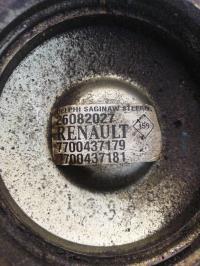 DELPHI SAGINAW STEERING
26082027
RENAULT
7700437179
7700437181